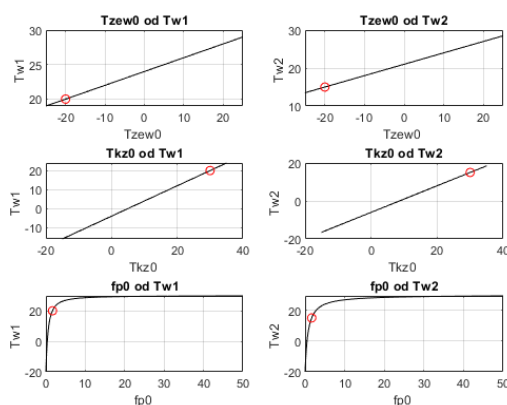 Tzew0 od Tw1
30
25
20
Tw1
-20 -10 0 10 20
Tzew0
Tzew0 od Tw2
30
20
10
Tw2
-20 -10 0 10 20
Tzew0
Tkz0 od Tw1
20
10
0
-10
Tw1
-20 0 20 40
Tkz0
Tkz0 od Tw2
20
0
-20
Tw2
-20 0 20 40
Tkz0
fp0 od Tw1
20
0
-20
Tw1
0 10 20 30 40 50
fp0
fp0 od Tw2
20
0
-20
Tw2
0 10 20 30 40 50
fp0